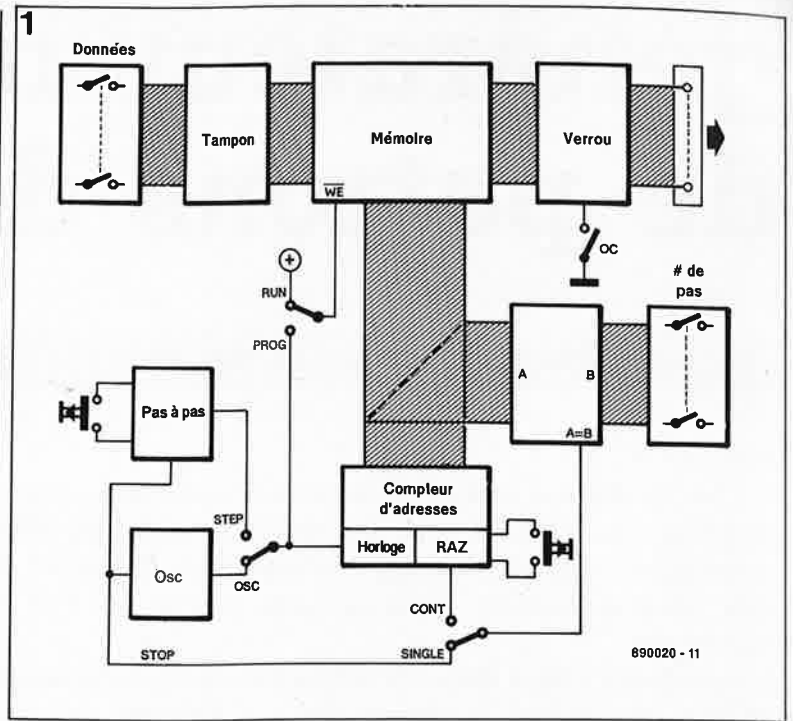 1
Données
Tampon
Mémoire
WE
Verrou
OC
# de
pas
RUN
PROG
A
B
A=B
Pas à pas
STEP
Compteur
d'adresses
Horloge
RAZ
Osc
OSC
CONT
STOP
SINGLE
890020 - 11